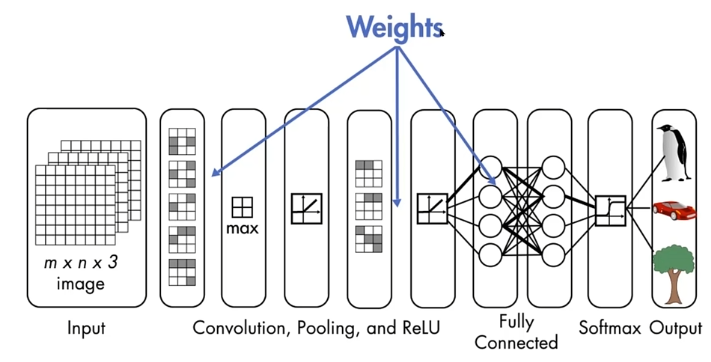 Weights
max
m x n x 3
image
Input
Convolution, Pooling, and ReLU
Fully
Connected
Softmax
Output